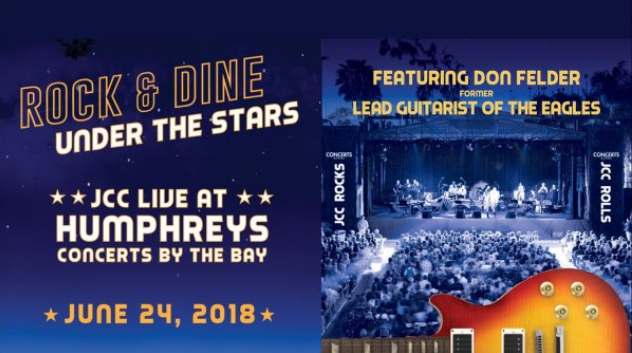 ROCK & DINE
UNDER THE STARS
JCC LIVE AT
HUMPHREYS
CONCERTS BY THE BAY
JUNE 24, 2018
FEATURING DON FELDER
FORMER
LEAD GUITARIST OF THE EAGLES
CONCERTS
JCC ROCKS
CONCERTS
JCC ROLLS